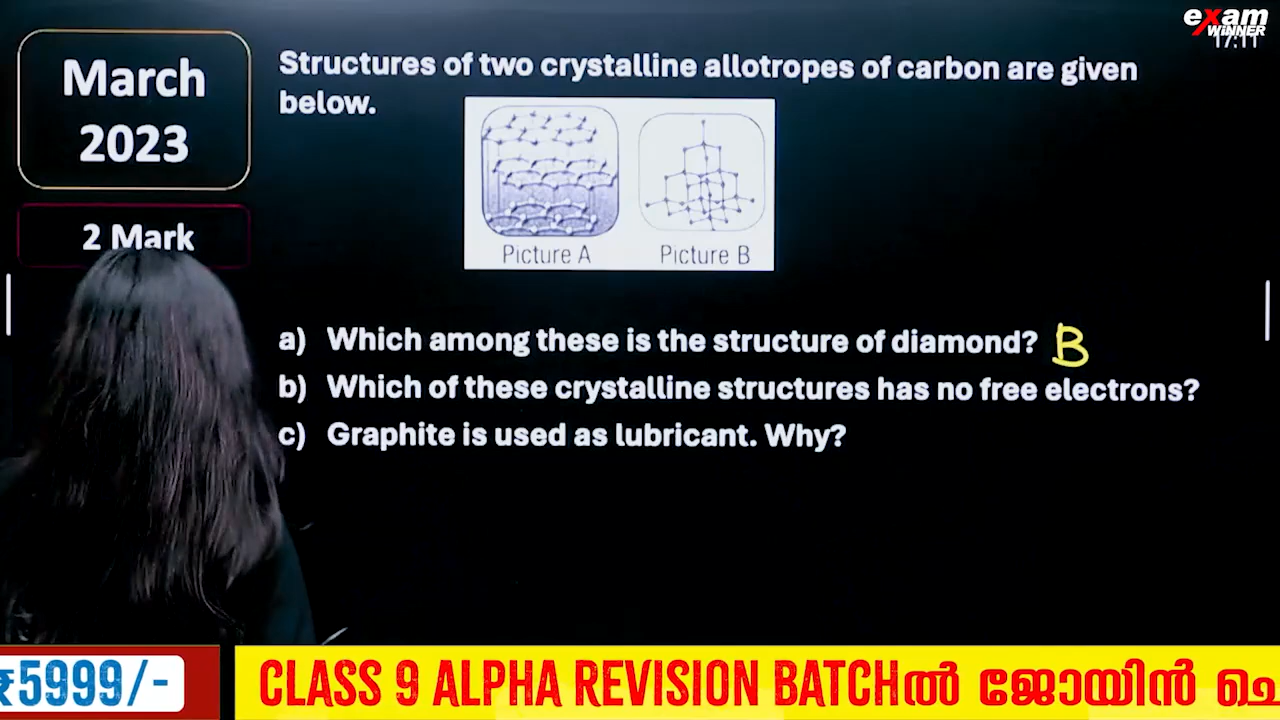 exam
WINNER
17:11
March
2023
2 Mark
Structures of two crystalline allotropes of carbon are given
below.
Picture A
Picture B
a) Which among these is the structure of diamond? B
b) Which of these crystalline structures has no free electrons?
c) Graphite is used as lubricant. Why?
₹5999/-
CLASS 9 ALPHA REVISION BATCHൽ ജോയിൻ ചെ